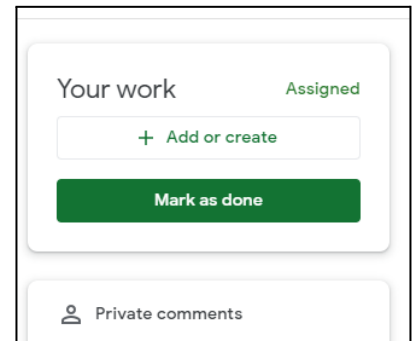 Your work
Assigned
+ Add or create
Mark as done
Private comments